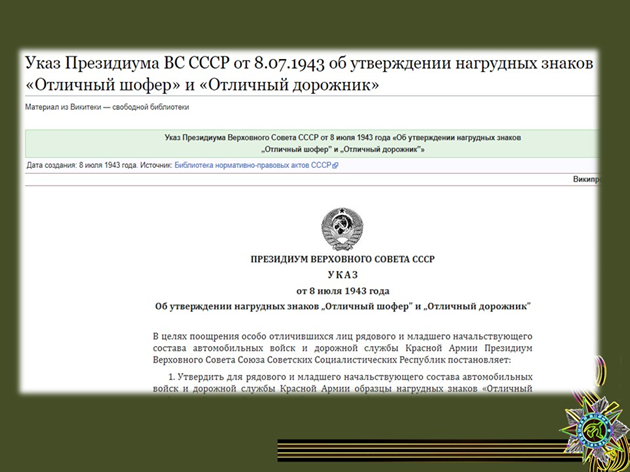 Указ Президиума ВС СССР от 8.07.1943 об утверждении нагрудных знаков
«Отличный шофер» и «Отличный дорожник»
Материал из Викитеки — свободной библиотеки
Указ Президиума Верховного Совета СССР от 8 июля 1943 года «Об утверждении нагрудных знаков
„Отличный шофер" и „Отличный дорожник"»
Дата создания: 8 июля 1943 года. Источник: Библиотека нормативно-правовых актов СССР
Википр
ПРЕЗИДИУМ ВЕРХОВНОГО СОВЕТА СССР
УКАЗ
от 8 июля 1943 года
Об утверждении нагрудных знаков „Отличный шофер" и „Отличный дорожник"
В целях поощрения особо отличившихся лиц рядового и младшего начальствующего
состава автомобильных войск и дорожной службы Красной Армии Президиум
Верховного Совета Союза Советских Социалистических Республик постановляет:
1. Утвердить для рядового и младшего начальствующего состава автомобильных
войск и дорожной службы Красной Армии образцы нагрудных знаков «Отличный